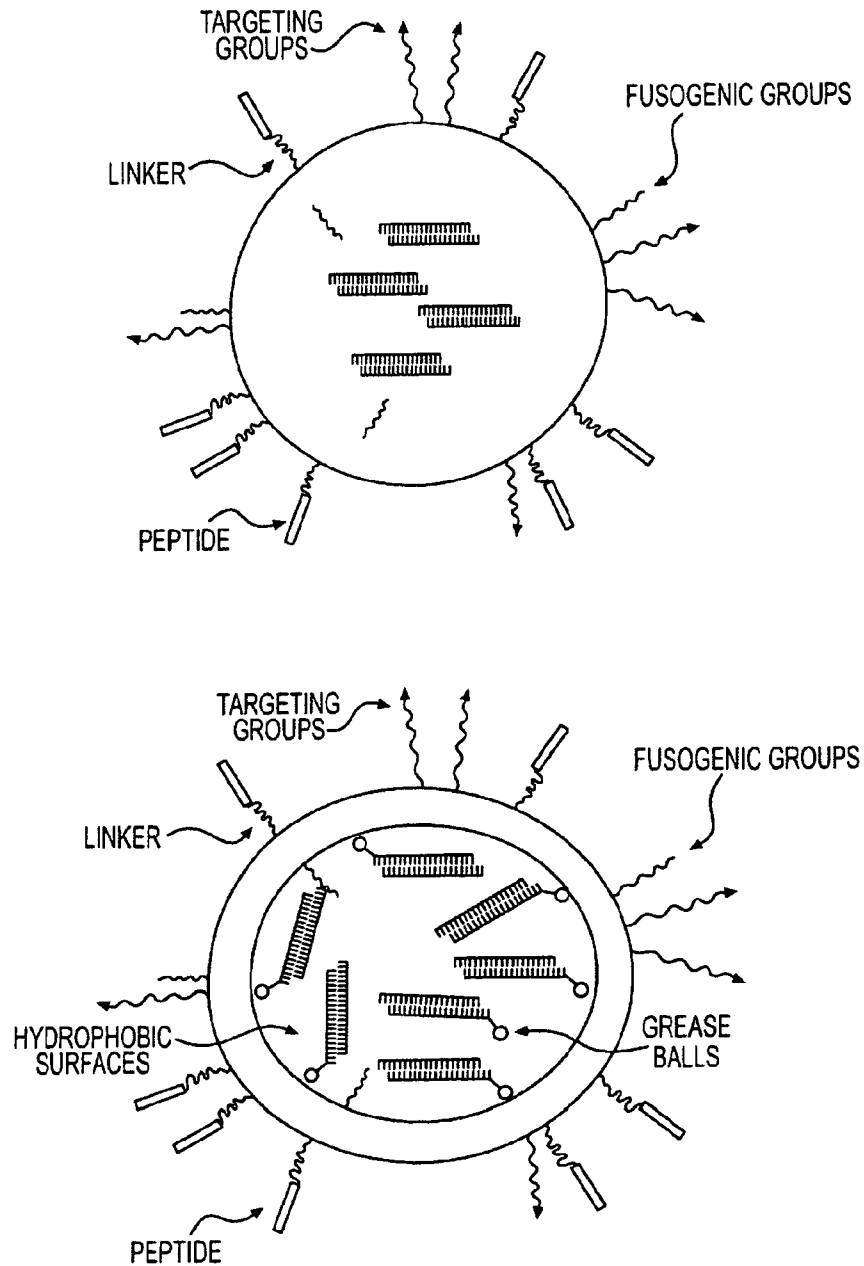 TARGETING
GROUPS
FUSOGENIC GROUPS
LINKER
PEPTIDE
TARGETING
GROUPS
FUSOGENIC GROUPS
LINKER
HYDROPHOBIC
SURFACES
GREASE
BALLS
PEPTIDE